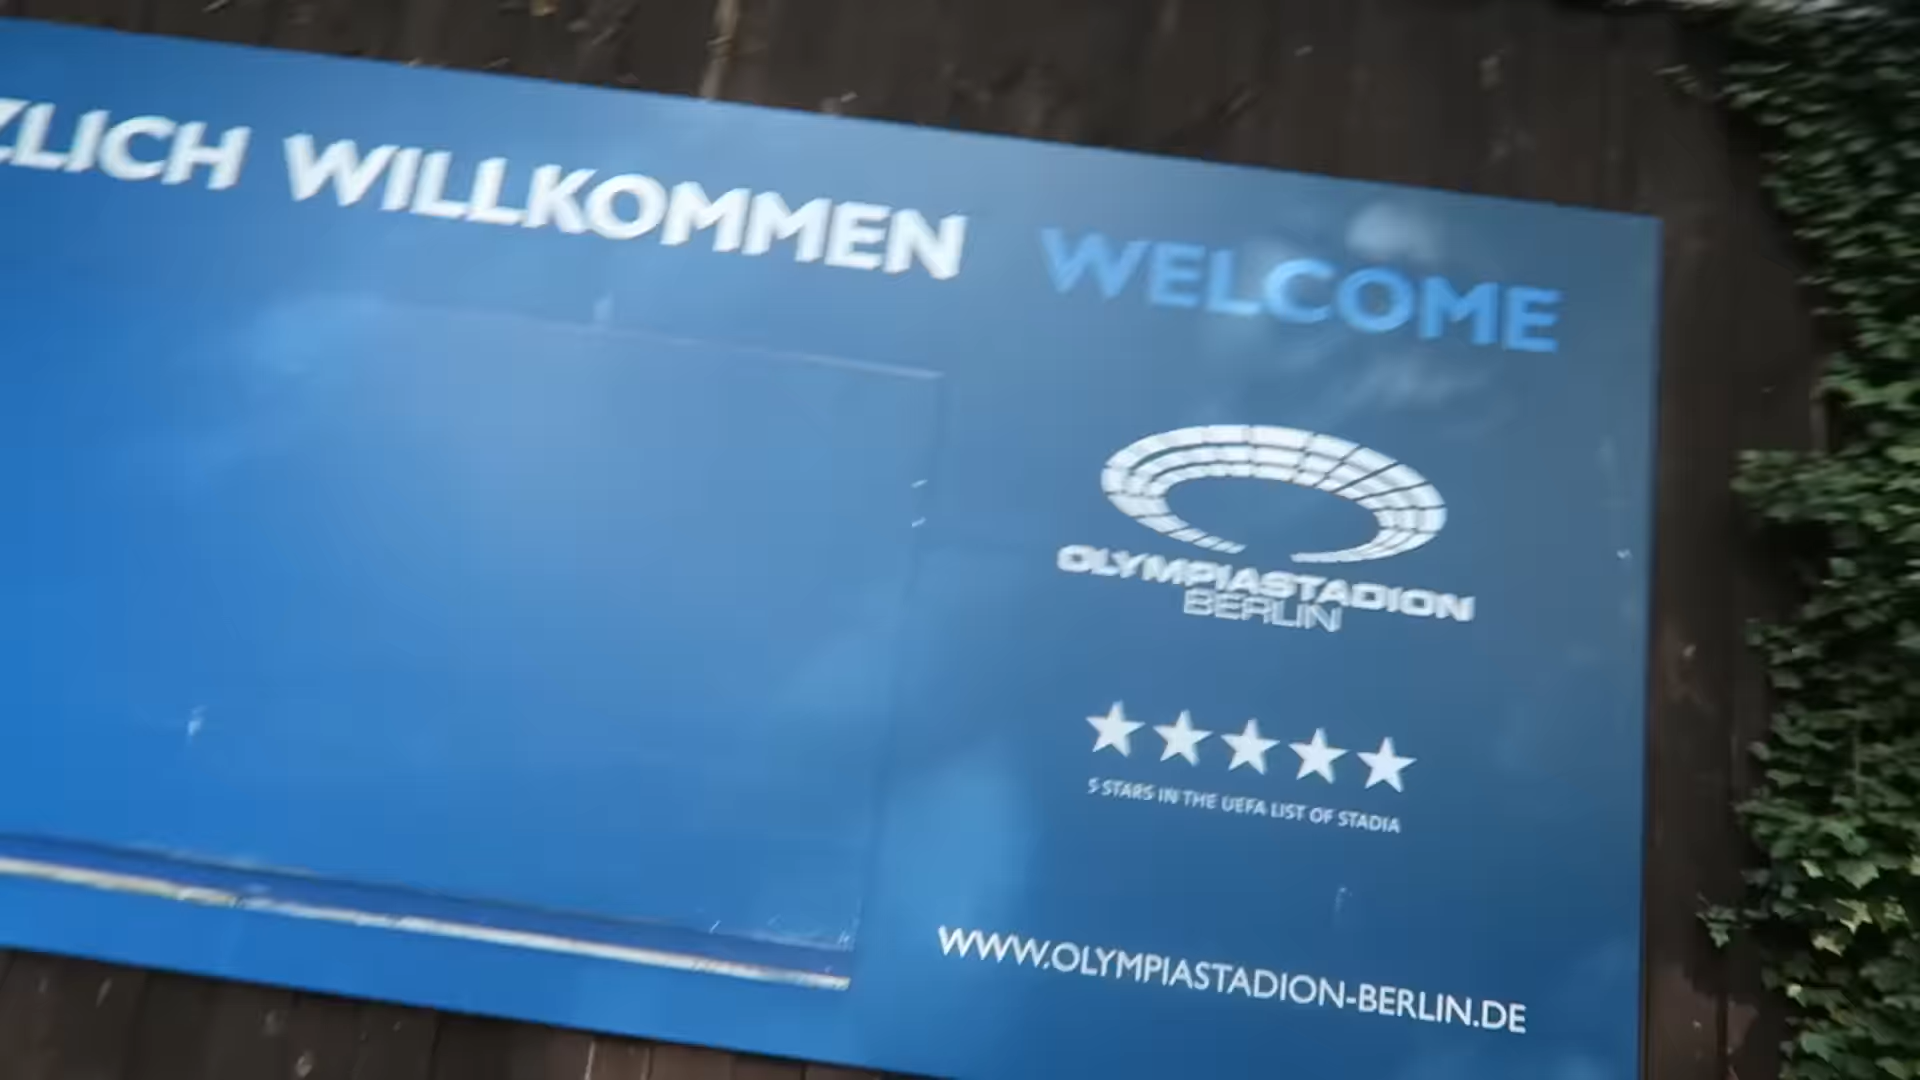 ZLICH WILLKOMMEN WELCOME
OLYMPIASTADION
BERLIN
5 STARS IN THE UEFA LIST OF STADIA
WWW.OLYMPIASTADION-BERLIN.DE